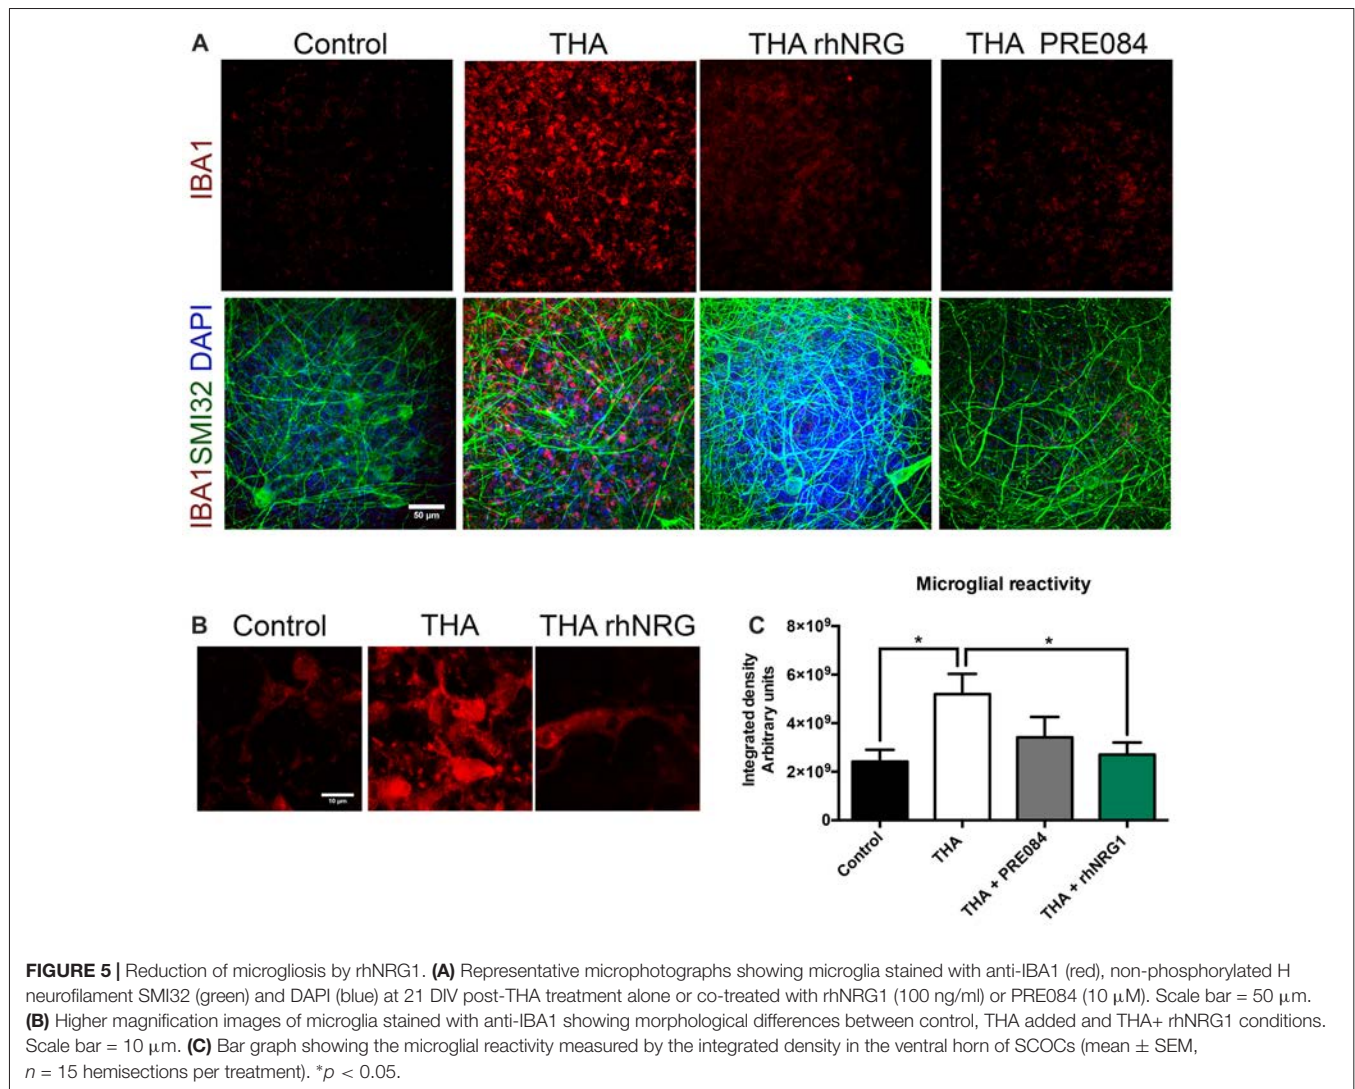 A
Control
THA
THA rhNRG
THA PRE084
IBA1
IBA1SMI32 DAPI
50 µm
B
Control
THA
THA rhNRG
10 µm
C
Microglial reactivity
Integrated density
Arbitrary units
8×10⁹
6×10⁹
4×10⁹
2×10⁹
0
*
*
Control
THA
THA + PRE084
THA + rhNRG1
FIGURE 5 | Reduction of microgliosis by rhNRG1. (A) Representative microphotographs showing microglia stained with anti-IBA1 (red), non-phosphorylated H
neurofilament SMI32 (green) and DAPI (blue) at 21 DIV post-THA treatment alone or co-treated with rhNRG1 (100 ng/ml) or PRE084 (10 µM). Scale bar = 50 µm.
(B) Higher magnification images of microglia stained with anti-IBA1 showing morphological differences between control, THA added and THA+ rhNRG1 conditions.
Scale bar = 10 µm. (C) Bar graph showing the microglial reactivity measured by the integrated density in the ventral horn of SCOCs (mean ± SEM,
n = 15 hemisections per treatment). *p < 0.05.